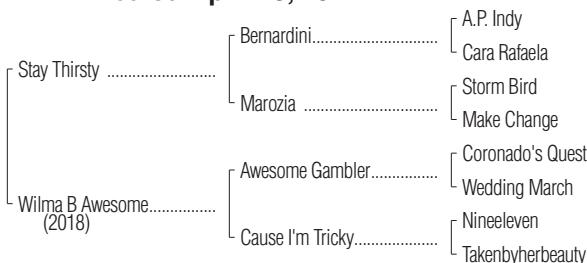 A.P. Indy
Bernardini
Cara Rafaela
Stay Thirsty
Storm Bird
Marozia
Make Change
Coronado's Quest
Awesome Gambler
Wedding March
Wilma B Awesome
(2018)
Nineeleven
Cause I'm Tricky
Takenbyherbeauty